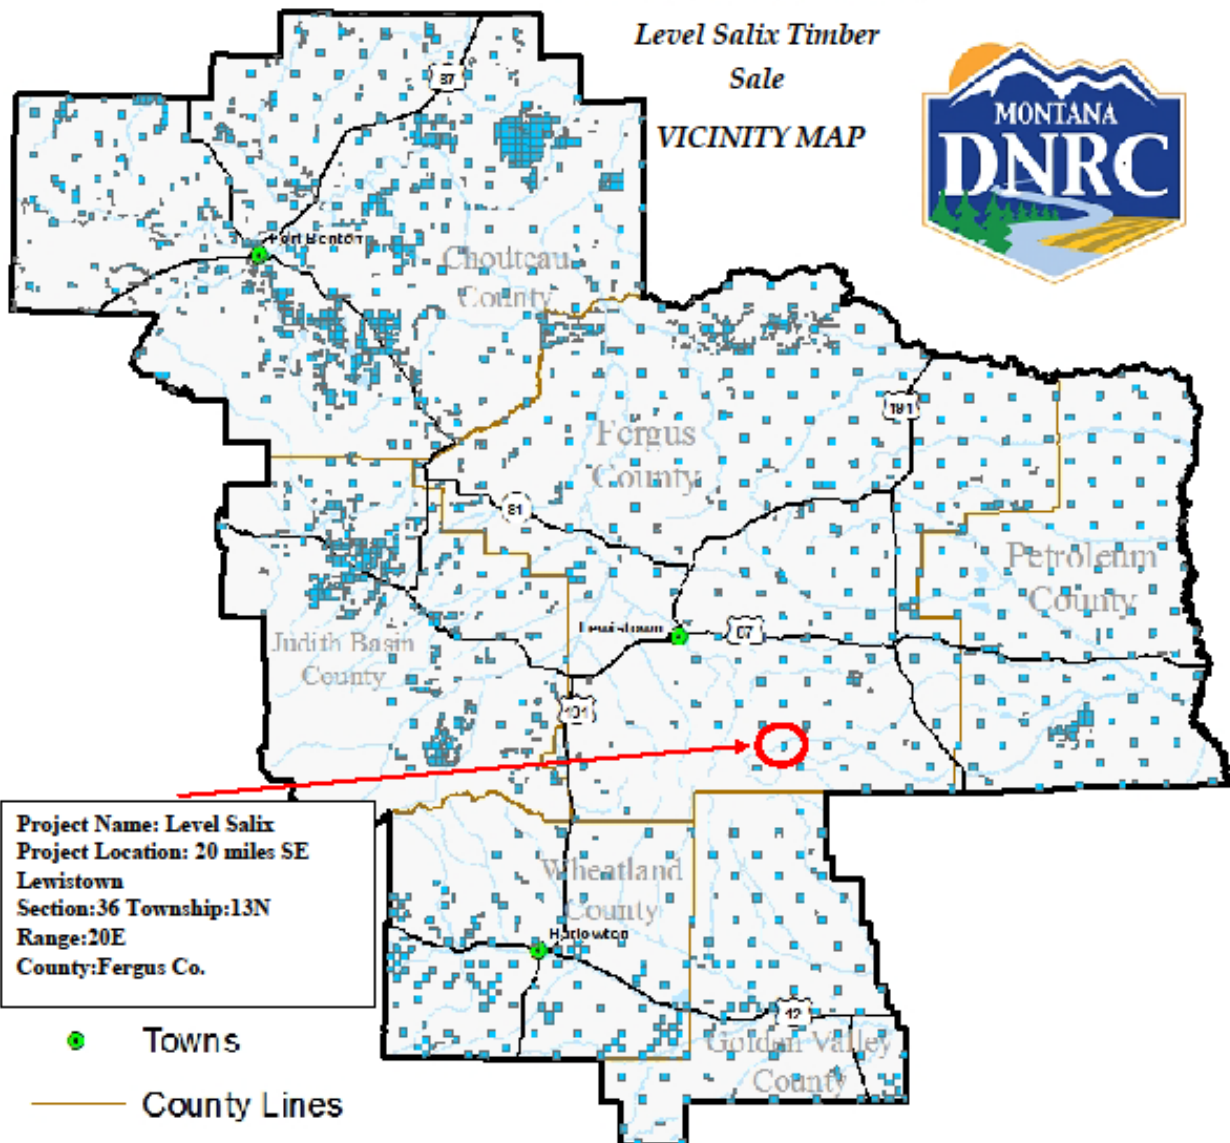 Level Salix Timber
Sale
VICINITY MAP
MONTANA
DNRC
87
Fort Benton
Chouteau
County
191
Fergus
County
81
Petroleum
County
Lewistown
87
Judith Basin
County
191
Project Name: Level Salix
Project Location: 20 miles SE
Lewistown
Section:36 Township:13N
Range:20E
County:Fergus Co.
Wheatland
County
Harlowton
12
Golden Valley
County
Towns
County Lines